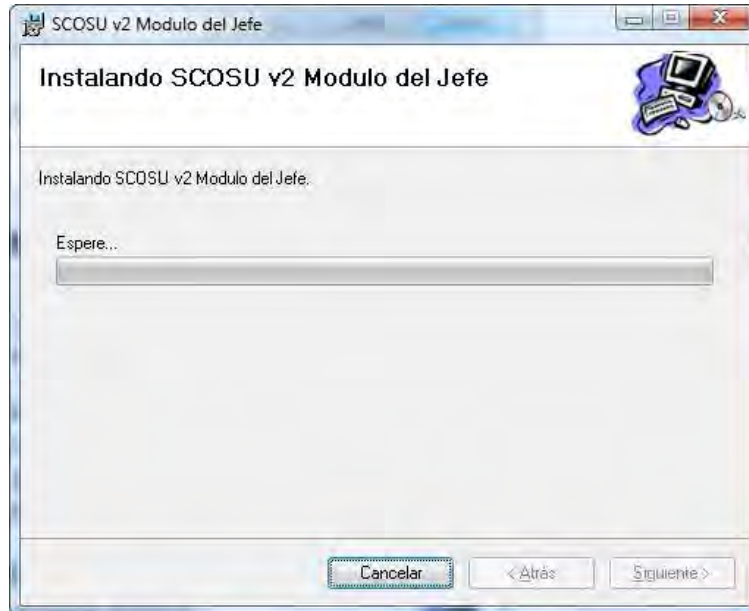 SCOSU v2 Modulo del Jefe
Instalando SCOSU v2 Modulo del Jefe
Instalando SCOSU v2 Modulo del Jefe.
Espere...
Cancelar
< Atrás
Siguiente >